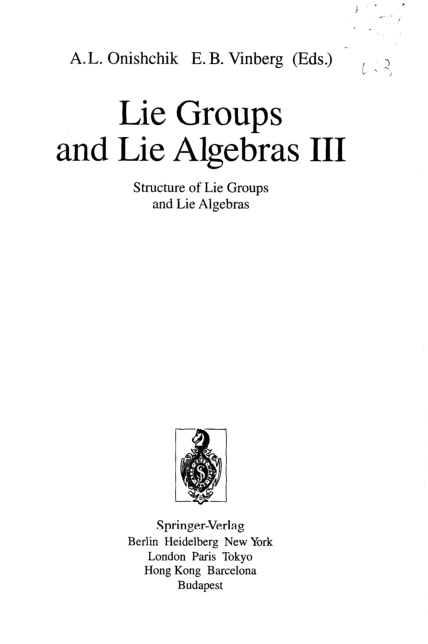 A. L. Onishchik E. B. Vinberg (Eds.)
Lie Groups
and Lie Algebras III
Structure of Lie Groups
and Lie Algebras
Springer-Verlag
Berlin Heidelberg New York
London Paris Tokyo
Hong Kong Barcelona
Budapest